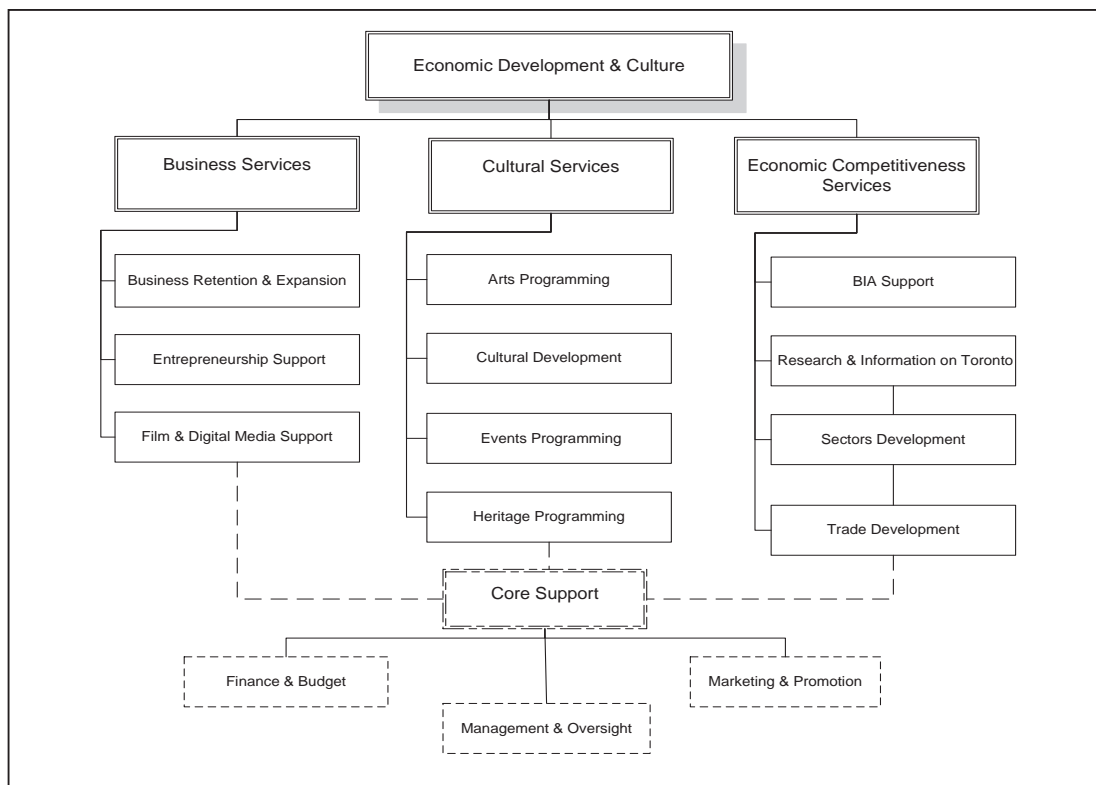 Economic Development & Culture
Business Services
Cultural Services
Economic Competitiveness
Services
Business Retention & Expansion
Arts Programming
BIA Support
Entrepreneurship Support
Cultural Development
Research & Information on Toronto
Film & Digital Media Support
Events Programming
Sectors Development
Heritage Programming
Trade Development
Core Support
Finance & Budget
Marketing & Promotion
Management & Oversight